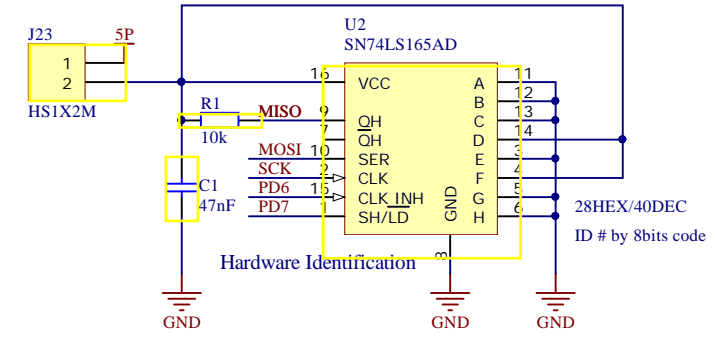 J23
5P
1
2
HS1X2M
U2
SN74LS165AD
R1
10k
C1
47nF
MISO
MOSI
SCK
PD6
PD7
16
9
7
10
2
15
1
VCC
QH
QH
SER
CLK
CLK INH
SH/LD
GND
8
A
B
C
D
E
F
G
H
11
12
13
14
3
4
5
6
28HEX/40DEC
ID # by 8bits code
Hardware Identification
GND
GND
GND